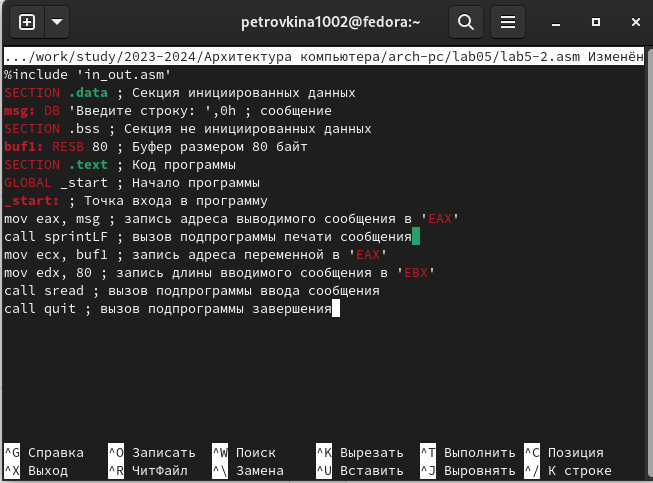 petrovkina1002@fedora:~
.../work/study/2023-2024/Архитектура компьютера/arch-pc/lab05/lab5-2.asm Изменён
%include 'in_out.asm'
SECTION .data ; Секция инициированных данных
msg: DB 'Введите строку: ',0h ; сообщение
SECTION .bss ; Секция не инициированных данных
buf1: RESB 80 ; Буфер размером 80 байт
SECTION .text ; Код программы
GLOBAL _start ; Начало программы
_start: ; Точка входа в программу
mov eax, msg ; запись адреса выводимого сообщения в 'EAX'
call sprintLF ; вызов подпрограммы печати сообщения
mov ecx, buf1 ; запись адреса переменной в 'EAX'
mov edx, 80 ; запись длины вводимого сообщения в 'EBX'
call sread ; вызов подпрограммы ввода сообщения
call quit ; вызов подпрограммы завершения
^G Справка ^O Записать ^W Поиск ^K Вырезать ^T Выполнить ^C Позиция
^X Выход ^R ЧитФайл ^\ Замена ^U Вставить ^J Выровнять ^/ К строке